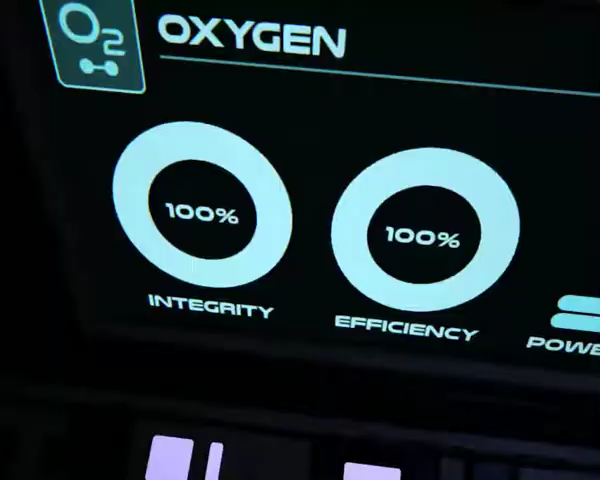 O2
OXYGEN
100%
100%
INTEGRITY
EFFICIENCY